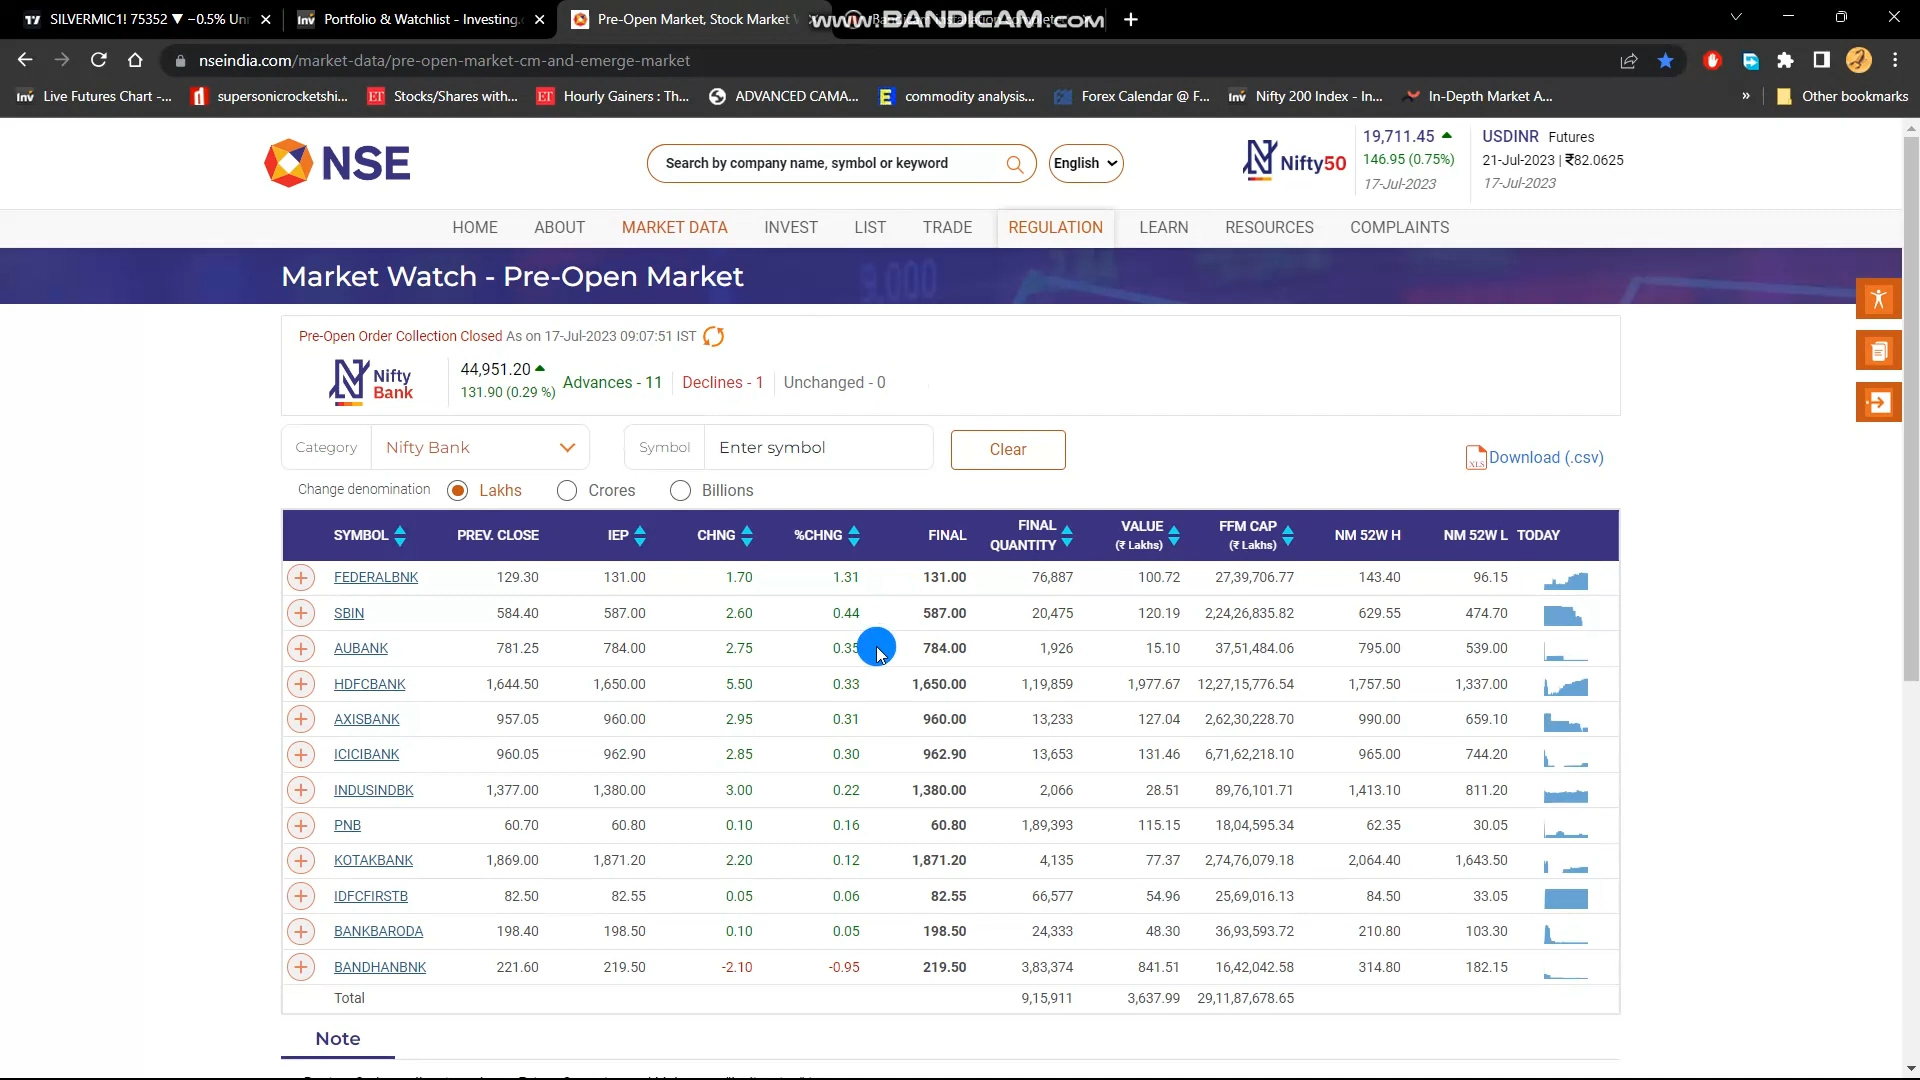 SILVERMIC1! 75352 ▼ −0.5% Un
Portfolio & Watchlist - Investing.
Pre-Open Market, Stock Market
www.BANDICAM.com
nseindia.com/market-data/pre-open-market-cm-and-emerge-market
Live Futures Chart -...
supersonicrocketshi...
Stocks/Shares with...
Hourly Gainers : Th...
ADVANCED CAMA...
commodity analysis...
Forex Calendar @ F...
Nifty 200 Index - In...
In-Depth Market A...
»
Other bookmarks
NSE
Search by company name, symbol or keyword
English
Nifty50
19,711.45
146.95 (0.75%)
17-Jul-2023
USDINR Futures
21-Jul-2023 | ₹82.0625
17-Jul-2023
HOME ABOUT MARKET DATA INVEST LIST TRADE REGULATION LEARN RESOURCES COMPLAINTS
Market Watch - Pre-Open Market
Pre-Open Order Collection Closed As on 17-Jul-2023 09:07:51 IST
Nifty Bank
44,951.20
131.90 (0.29 %)
Advances - 11 Declines - 1 Unchanged - 0
Category Nifty Bank Symbol Enter symbol Clear
XLS Download (.csv)
Change denomination Lakhs Crores Billions
SYMBOL PREV. CLOSE IEP CHNG %CHNG FINAL FINAL QUANTITY VALUE (₹ Lakhs) FFM CAP (₹ Lakhs) NM 52W H NM 52W L TODAY
FEDERALBNK 129.30 131.00 1.70 1.31 131.00 76,887 100.72 27,39,706.77 143.40 96.15
SBIN 584.40 587.00 2.60 0.44 587.00 20,475 120.19 2,24,26,835.82 629.55 474.70
AUBANK 781.25 784.00 2.75 0.35 784.00 1,926 15.10 37,51,484.06 795.00 539.00
HDFCBANK 1,644.50 1,650.00 5.50 0.33 1,650.00 1,19,859 1,977.67 12,27,15,776.54 1,757.50 1,337.00
AXISBANK 957.05 960.00 2.95 0.31 960.00 13,233 127.04 2,62,30,228.70 990.00 659.10
ICICIBANK 960.05 962.90 2.85 0.30 962.90 13,653 131.46 6,71,62,218.10 965.00 744.20
INDUSINDBK 1,377.00 1,380.00 3.00 0.22 1,380.00 2,066 28.51 89,76,101.71 1,413.10 811.20
PNB 60.70 60.80 0.10 0.16 60.80 1,89,393 115.15 18,04,595.34 62.35 30.05
KOTAKBANK 1,869.00 1,871.20 2.20 0.12 1,871.20 4,135 77.37 2,74,76,079.18 2,064.40 1,643.50
IDFCFIRSTB 82.50 82.55 0.05 0.06 82.55 66,577 54.96 25,69,016.13 84.50 33.05
BANKBARODA 198.40 198.50 0.10 0.05 198.50 24,333 48.30 36,93,593.72 210.80 103.30
BANDHANBNK 221.60 219.50 -2.10 -0.95 219.50 3,83,374 841.51 16,42,042.58 314.80 182.15
Total 9,15,911 3,637.99 29,11,87,678.65
Note